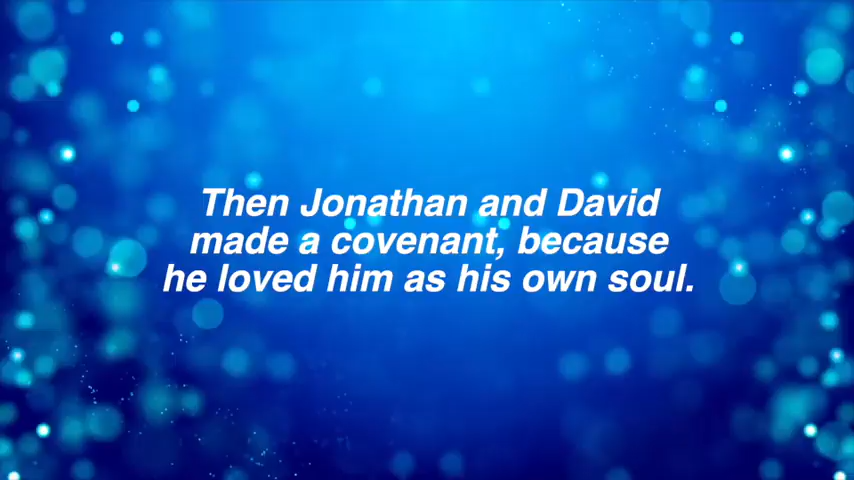 Then Jonathan and David
made a covenant, because
he loved him as his own soul.